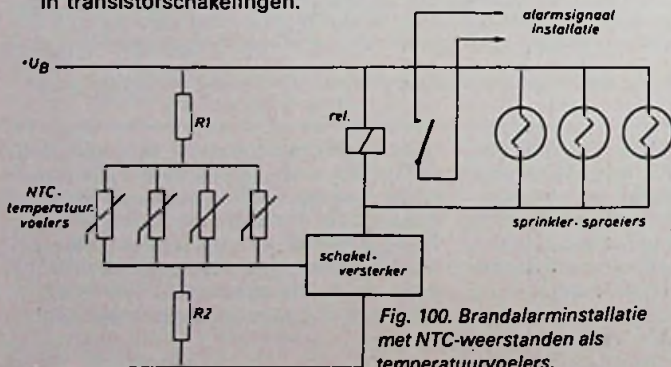 in transistorschakelingen.
alarmsignaal
installatie
+UB
R1
rel.
NTC-
temperatuur.
voelers
sprinkler-sproeiers
schakel-
versterker
R2
Fig. 100. Brandalarminstallatie
met NTC-weerstanden als
temperatuurvoelers.